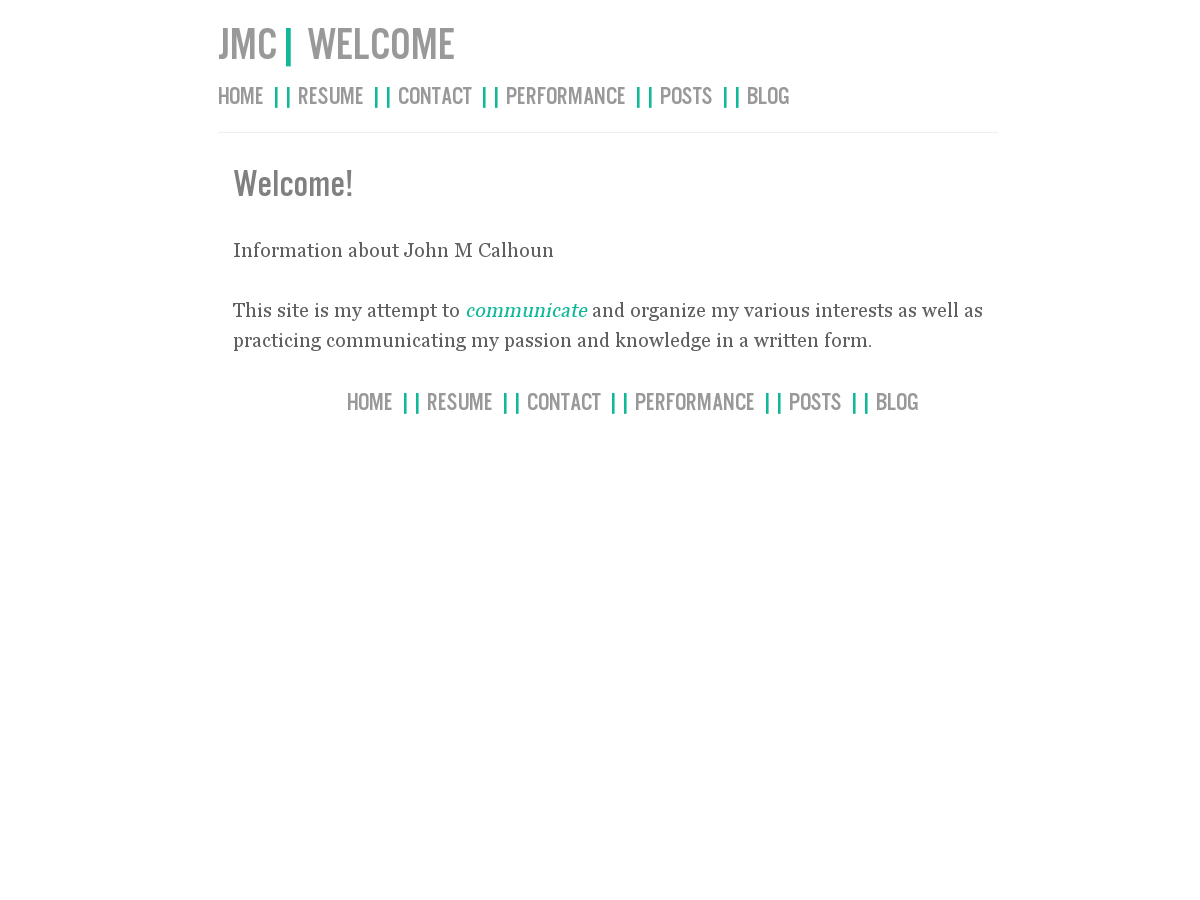 JMC | WELCOME
HOME | | RESUME | | CONTACT | | PERFORMANCE | | POSTS | | BLOG
Welcome!
Information about John M Calhoun
This site is my attempt to communicate and organize my various interests as well as
practicing communicating my passion and knowledge in a written form.
HOME | | RESUME | | CONTACT | | PERFORMANCE | | POSTS | | BLOG